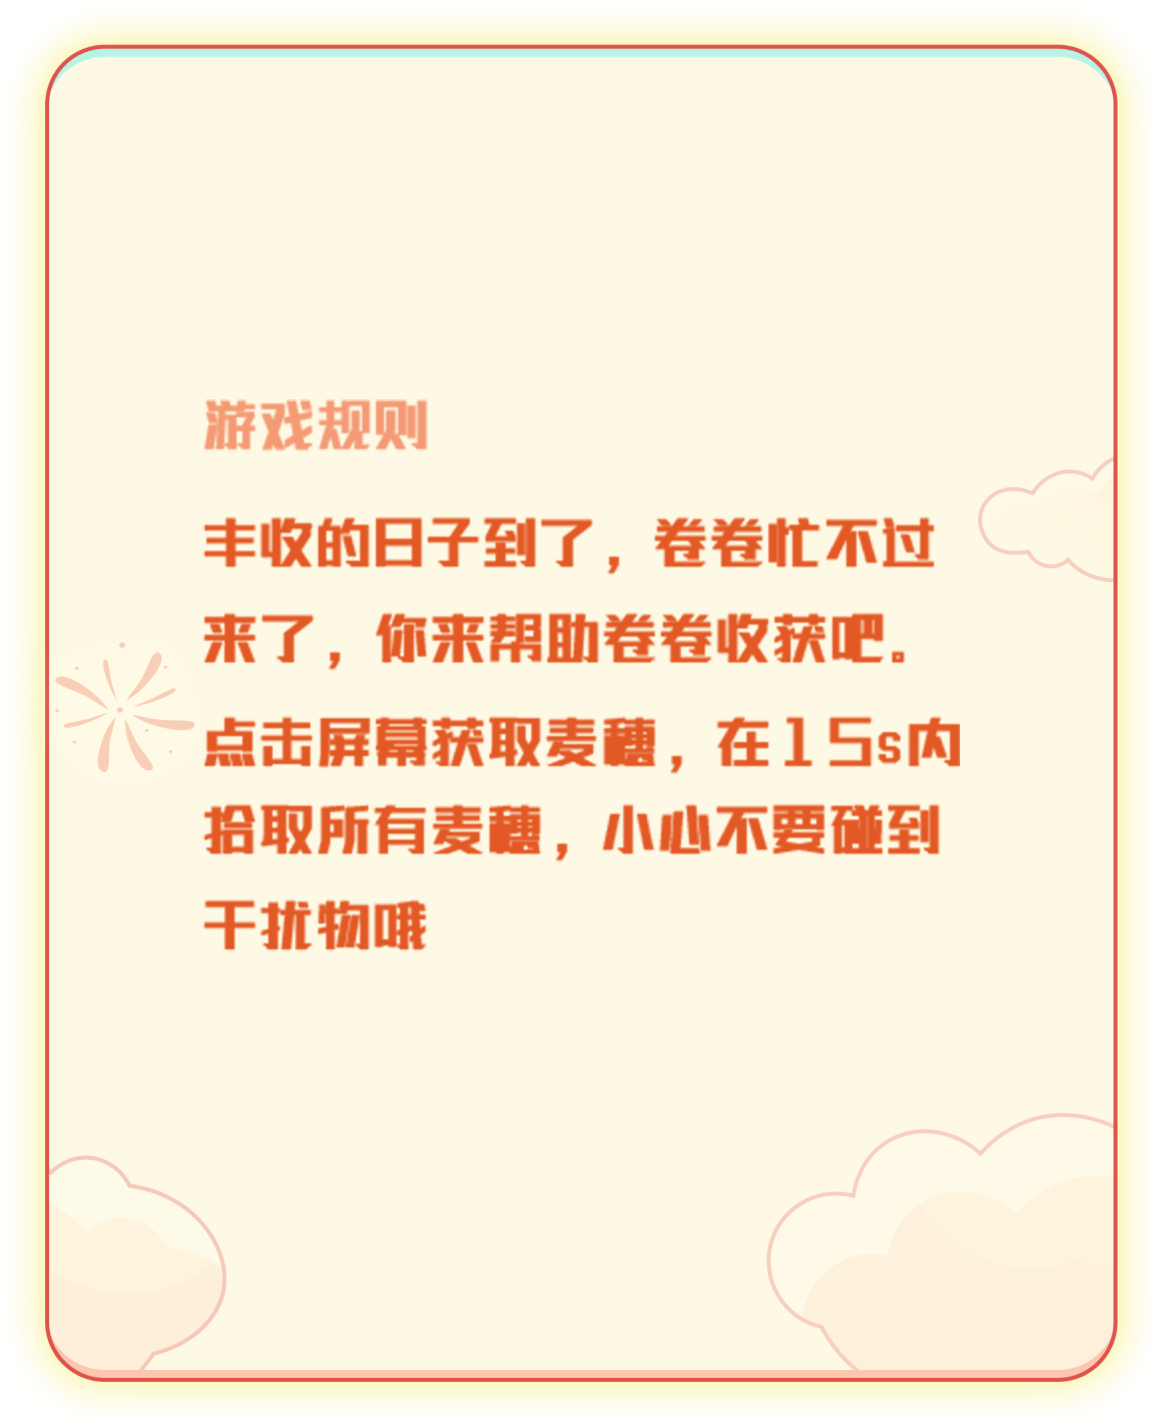 游戏规则
丰收的日子到了，卷卷忙不过
来了，你来帮助卷卷收获吧。
点击屏幕获取麦穗，在15s内
拾取所有麦穗，小心不要碰到
干扰物哦